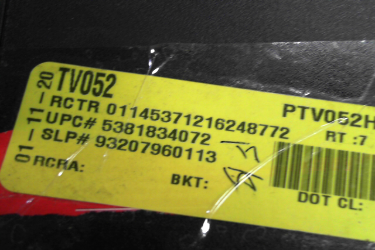 01-11-20
TV052
RCTR 01145371216248772
UPC# 5381834072
SLP# 93207960113
RCRA:
BKT:
PTV052H
RT :7
DOT CL: